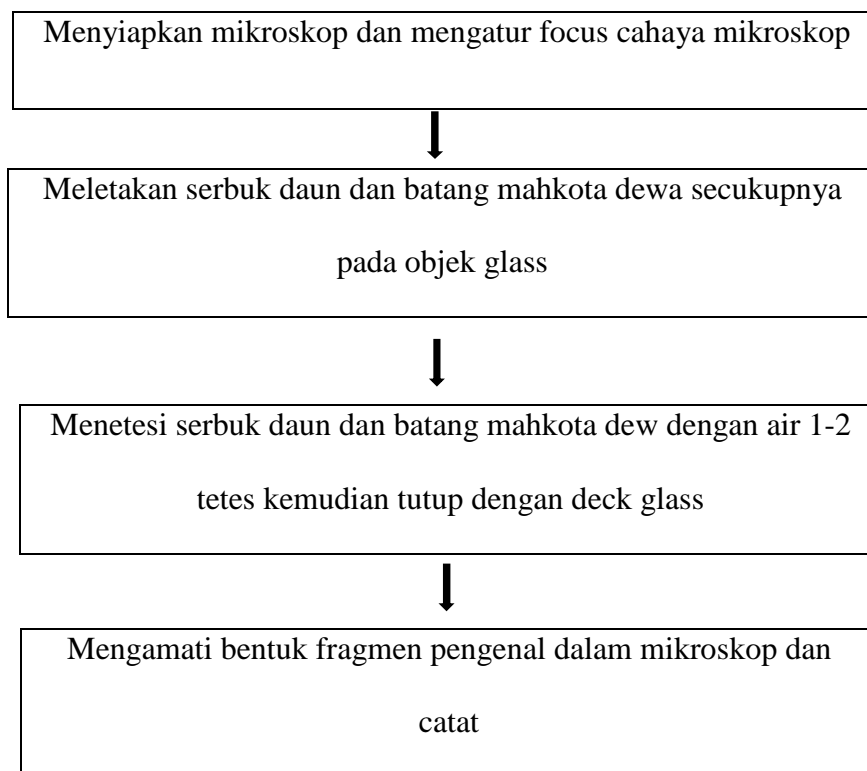 Menyiapkan mikroskop dan mengatur focus cahaya mikroskop
Meletakan serbuk daun dan batang mahkota dewa secukupnya
pada objek glass
Menetesi serbuk daun dan batang mahkota dew dengan air 1-2
tetes kemudian tutup dengan deck glass
Mengamati bentuk fragmen pengenal dalam mikroskop dan
catat